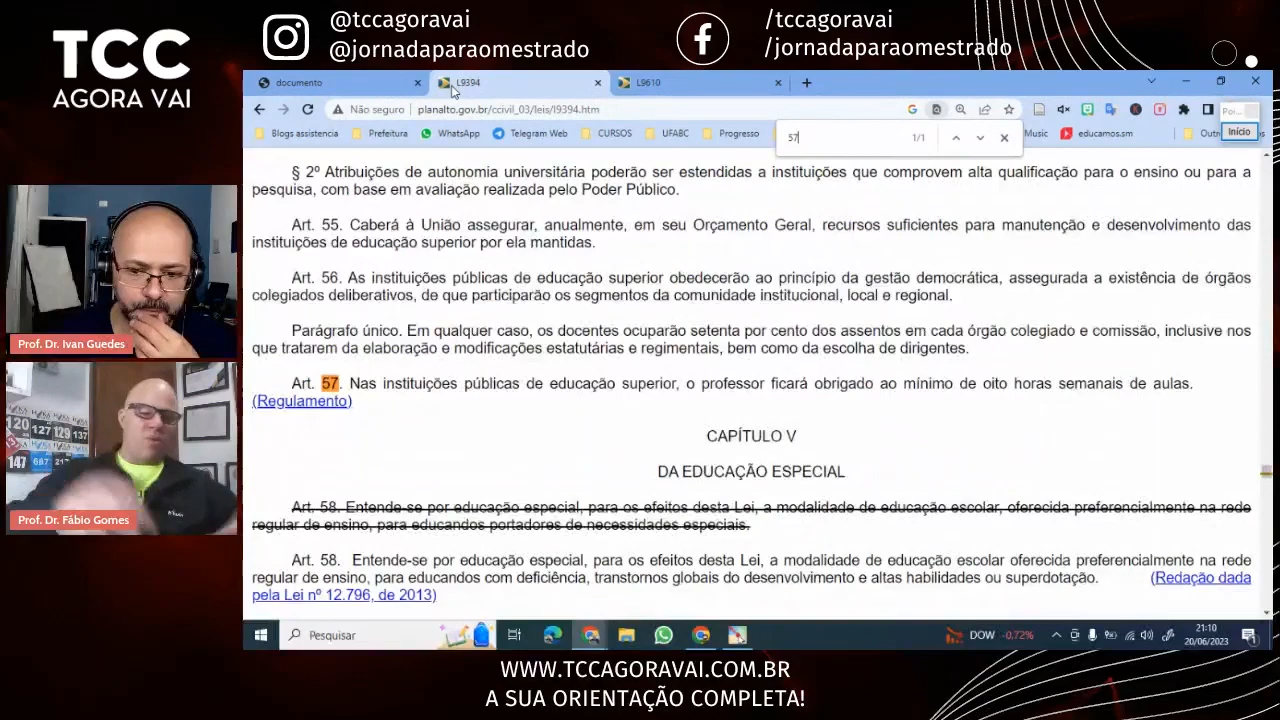 TCC
AGORA VAI
@tccagoravai
@jornadaparaomestrado
/tccagoravai
/jornadaparaomestrado
documento
L9394
L9610
Não seguro
planalto.gov.br/ccivil_03/leis/l9394.htm
Início
Blogs assistencia
Prefeitura
WhatsApp
Telegram Web
CURSOS
UFABC
Progresso
Music
educamos.sm
57
1/1
§ 2º Atribuições de autonomia universitária poderão ser estendidas a instituições que comprovem alta qualificação para o ensino ou para a
pesquisa, com base em avaliação realizada pelo Poder Público.
Art. 55. Caberá à União assegurar, anualmente, em seu Orçamento Geral, recursos suficientes para manutenção e desenvolvimento das
instituições de educação superior por ela mantidas.
Art. 56. As instituições públicas de educação superior obedecerão ao princípio da gestão democrática, assegurada a existência de órgãos
colegiados deliberativos, de que participarão os segmentos da comunidade institucional, local e regional.
Parágrafo único. Em qualquer caso, os docentes ocuparão setenta por cento dos assentos em cada órgão colegiado e comissão, inclusive nos
que tratarem da elaboração e modificações estatutárias e regimentais, bem como da escolha de dirigentes.
Art. 57. Nas instituições públicas de educação superior, o professor ficará obrigado ao mínimo de oito horas semanais de aulas.
(Regulamento)
CAPÍTULO V
DA EDUCAÇÃO ESPECIAL
Art. 58. Entende-se por educação especial, para os efeitos desta Lei, a modalidade de educação escolar, oferecida preferencialmente na rede
regular de ensino, para educandos portadores de necessidades especiais.
Art. 58. Entende-se por educação especial, para os efeitos desta Lei, a modalidade de educação escolar oferecida preferencialmente na rede
regular de ensino, para educandos com deficiência, transtornos globais do desenvolvimento e altas habilidades ou superdotação. (Redação dada
pela Lei nº 12.796, de 2013)
Prof. Dr. Ivan Guedes
120
127
129
137
147
687
Prof. Dr. Fábio Gomes
Pesquisar
DOW -0.72%
21:10
20/06/2023
WWW.TCCAGORAVAI.COM.BR
A SUA ORIENTAÇÃO COMPLETA!